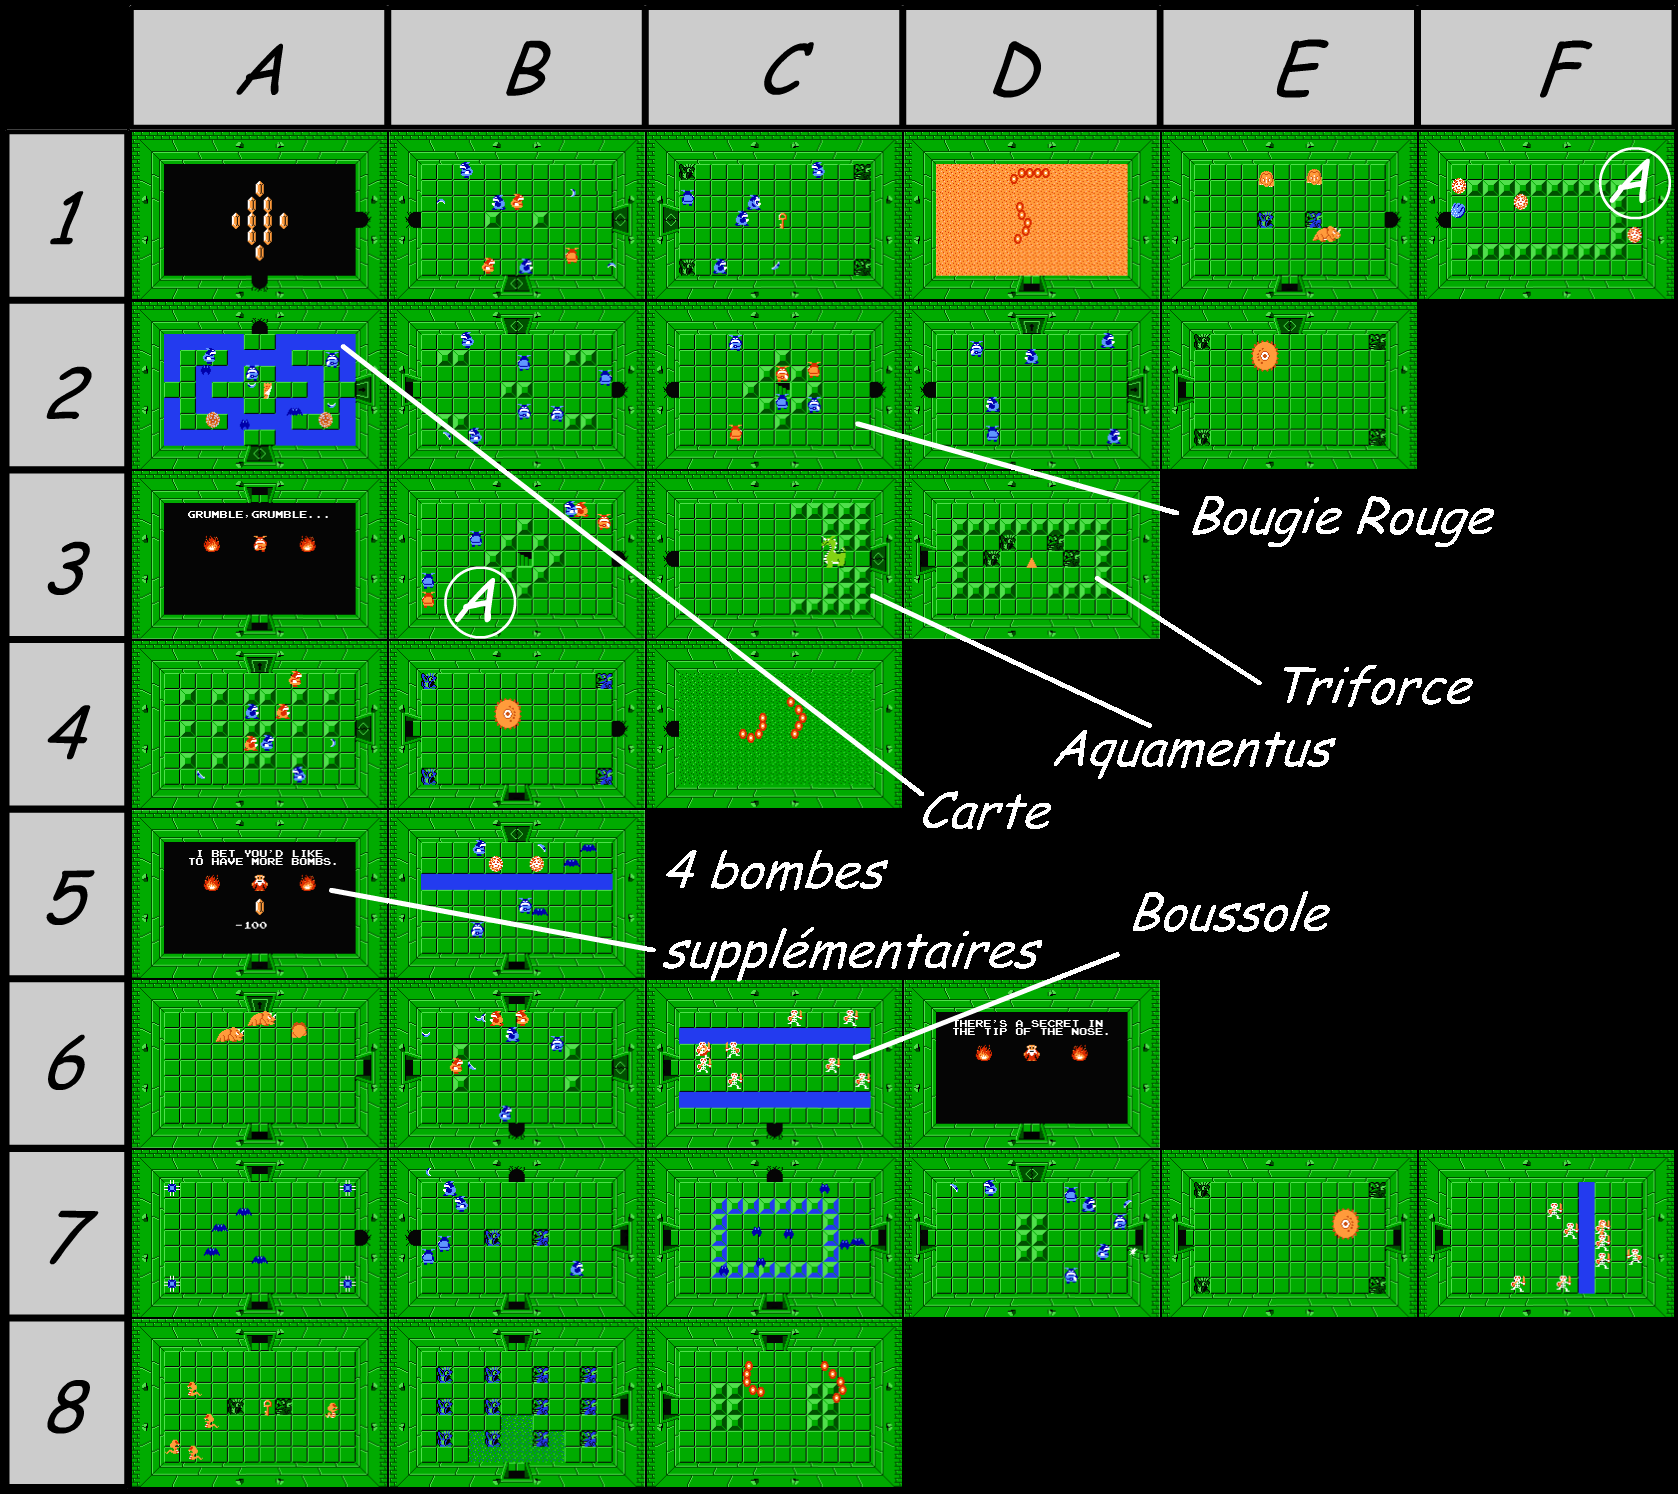 A B C D E F
1
A
2
3
GRUMBLE,GRUMBLE...
A
Bougie Rouge
Triforce
4
Aquamentus
Carte
5
I BET YOU'D LIKE
TO HAVE MORE BOMBS.
-100
4 bombes
supplémentaires
Boussole
6
THERE'S A SECRET IN
THE TIP OF THE NOSE.
7
8